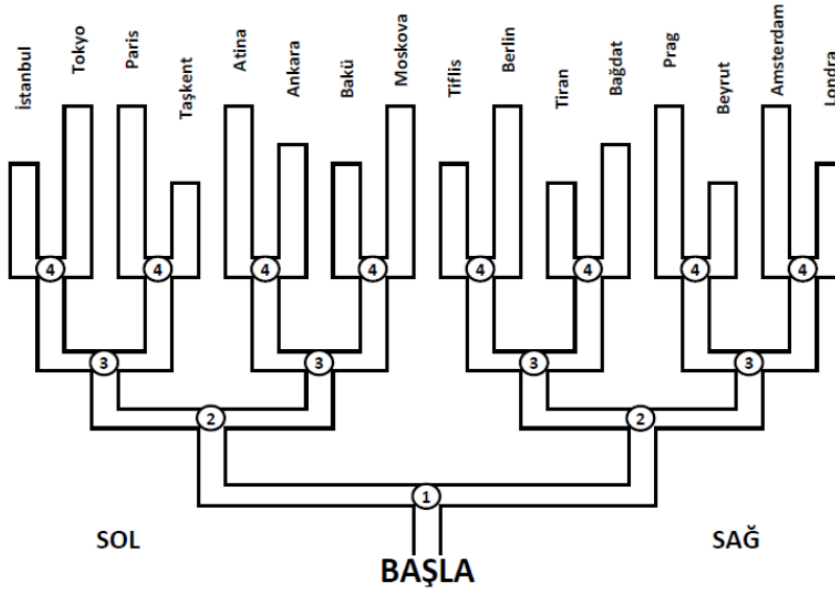 İstanbul
Tokyo
Paris
Taşkent
Atina
Ankara
Bakü
Moskova
Tiflis
Berlin
Tiran
Bağdat
Prag
Beyrut
Amsterdam
Londra
4 4 4 4 4 4 4 4
3 3 3 3
2 2
1
SOL SAĞ
BAŞLA